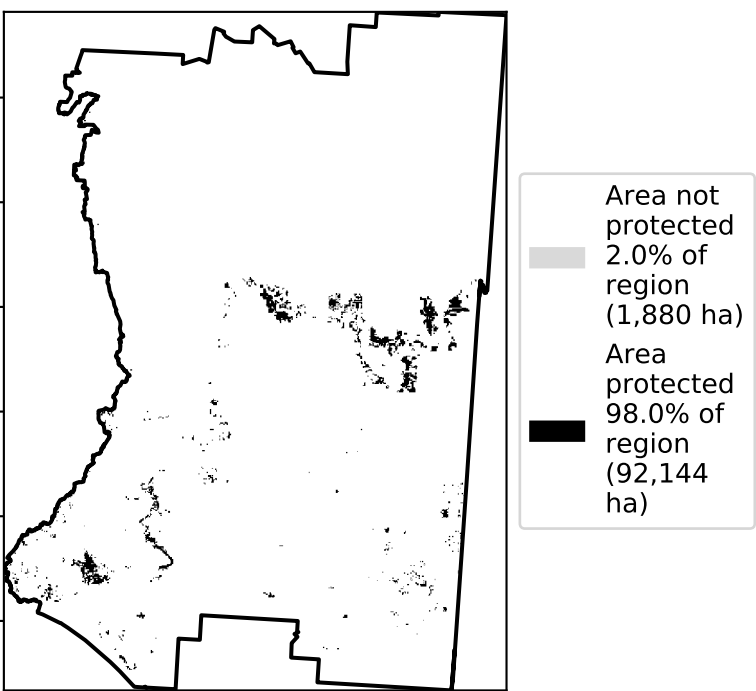 Area not
protected
2.0% of
region
(1,880 ha)
Area
protected
98.0% of
region
(92,144
ha)